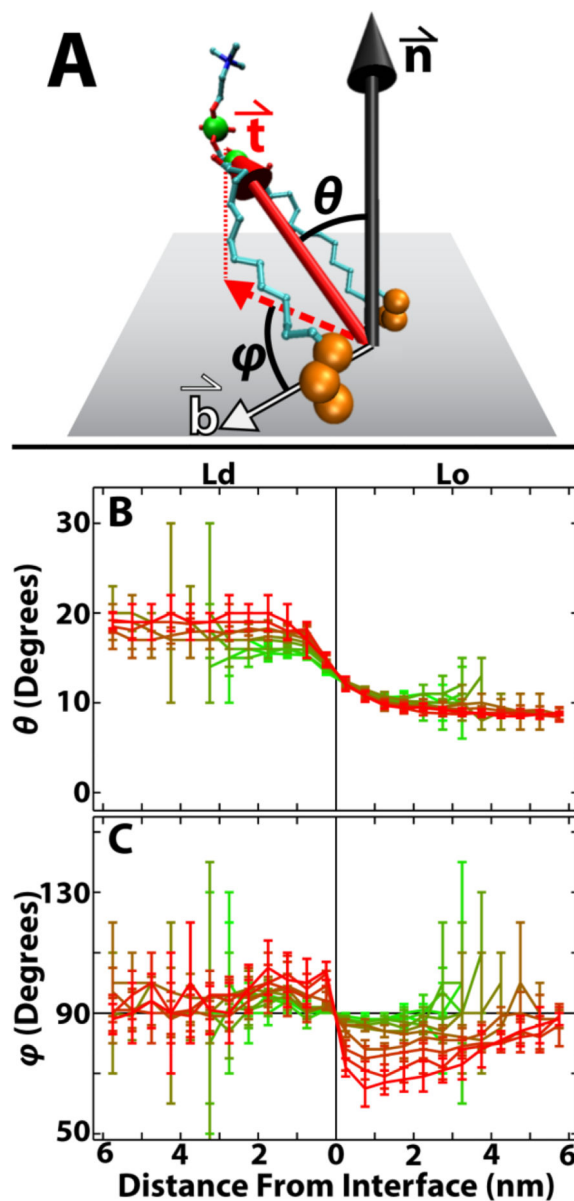 A
n
t
θ
φ
b
Ld Lo
B
30
20
10
0
θ (Degrees)
C
130
90
50
φ (Degrees)
6 4 2 0 2 4 6
Distance From Interface (nm)